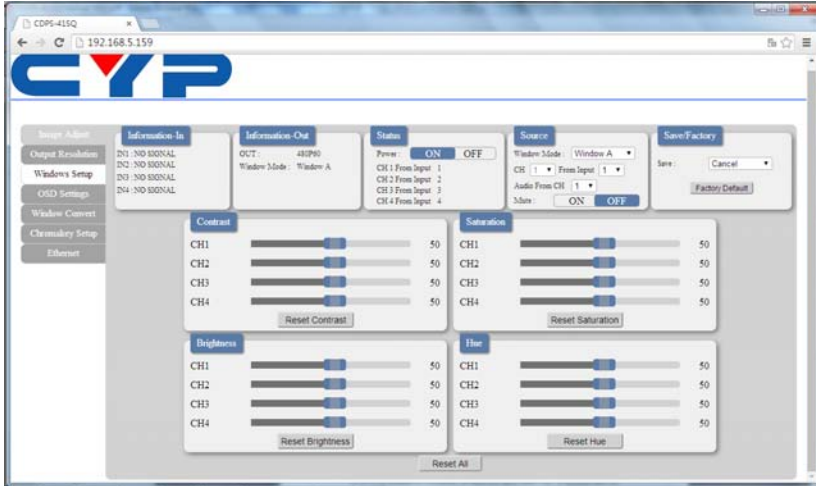 CDPS-41SQ
192.168.5.159
CYP
Image Adjust
Output Resolution
Windows Setup
OSD Settings
Window Convert
Chromakey Setup
Ethernet
Information-In
IN1 :NO SIGNAL
IN2 :NO SIGNAL
IN3 :NO SIGNAL
IN4 :NO SIGNAL
Information-Out
OUT : 480P60
Window Mode : Window A
Status
Power : ON OFF
CH 1 From Input 1
CH 2 From Input 2
CH 3 From Input 3
CH 4 From Input 4
Source
Window Mode : Window A
CH 1 From Input 1
Audio From CH 1
Mute : ON OFF
Save/Factory
Save : Cancel
Factory Default
Contrast
CH1 50
CH2 50
CH3 50
CH4 50
Reset Contrast
Saturation
CH1 50
CH2 50
CH3 50
CH4 50
Reset Saturation
Brightness
CH1 50
CH2 50
CH3 50
CH4 50
Reset Brightness
Hue
CH1 50
CH2 50
CH3 50
CH4 50
Reset Hue
Reset All